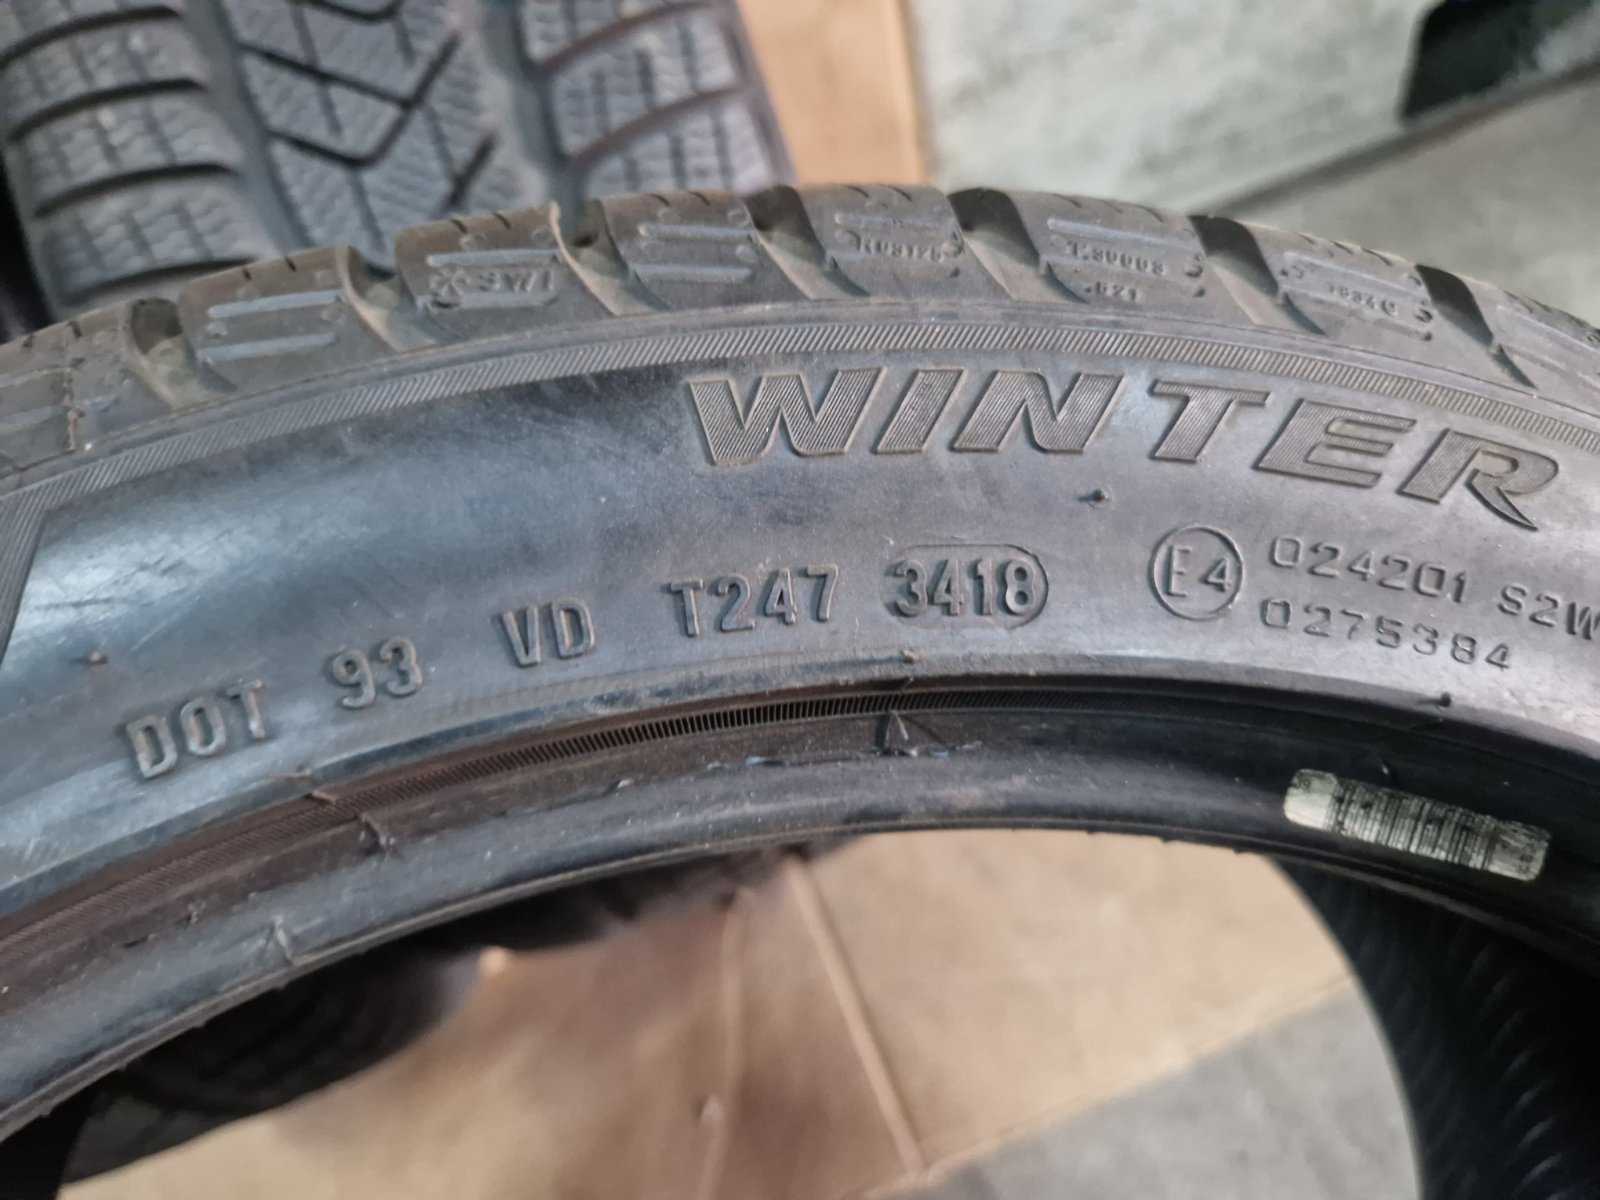 WINTER
DOT 93 VD T247 3418
E4 024201 S2W
0275384